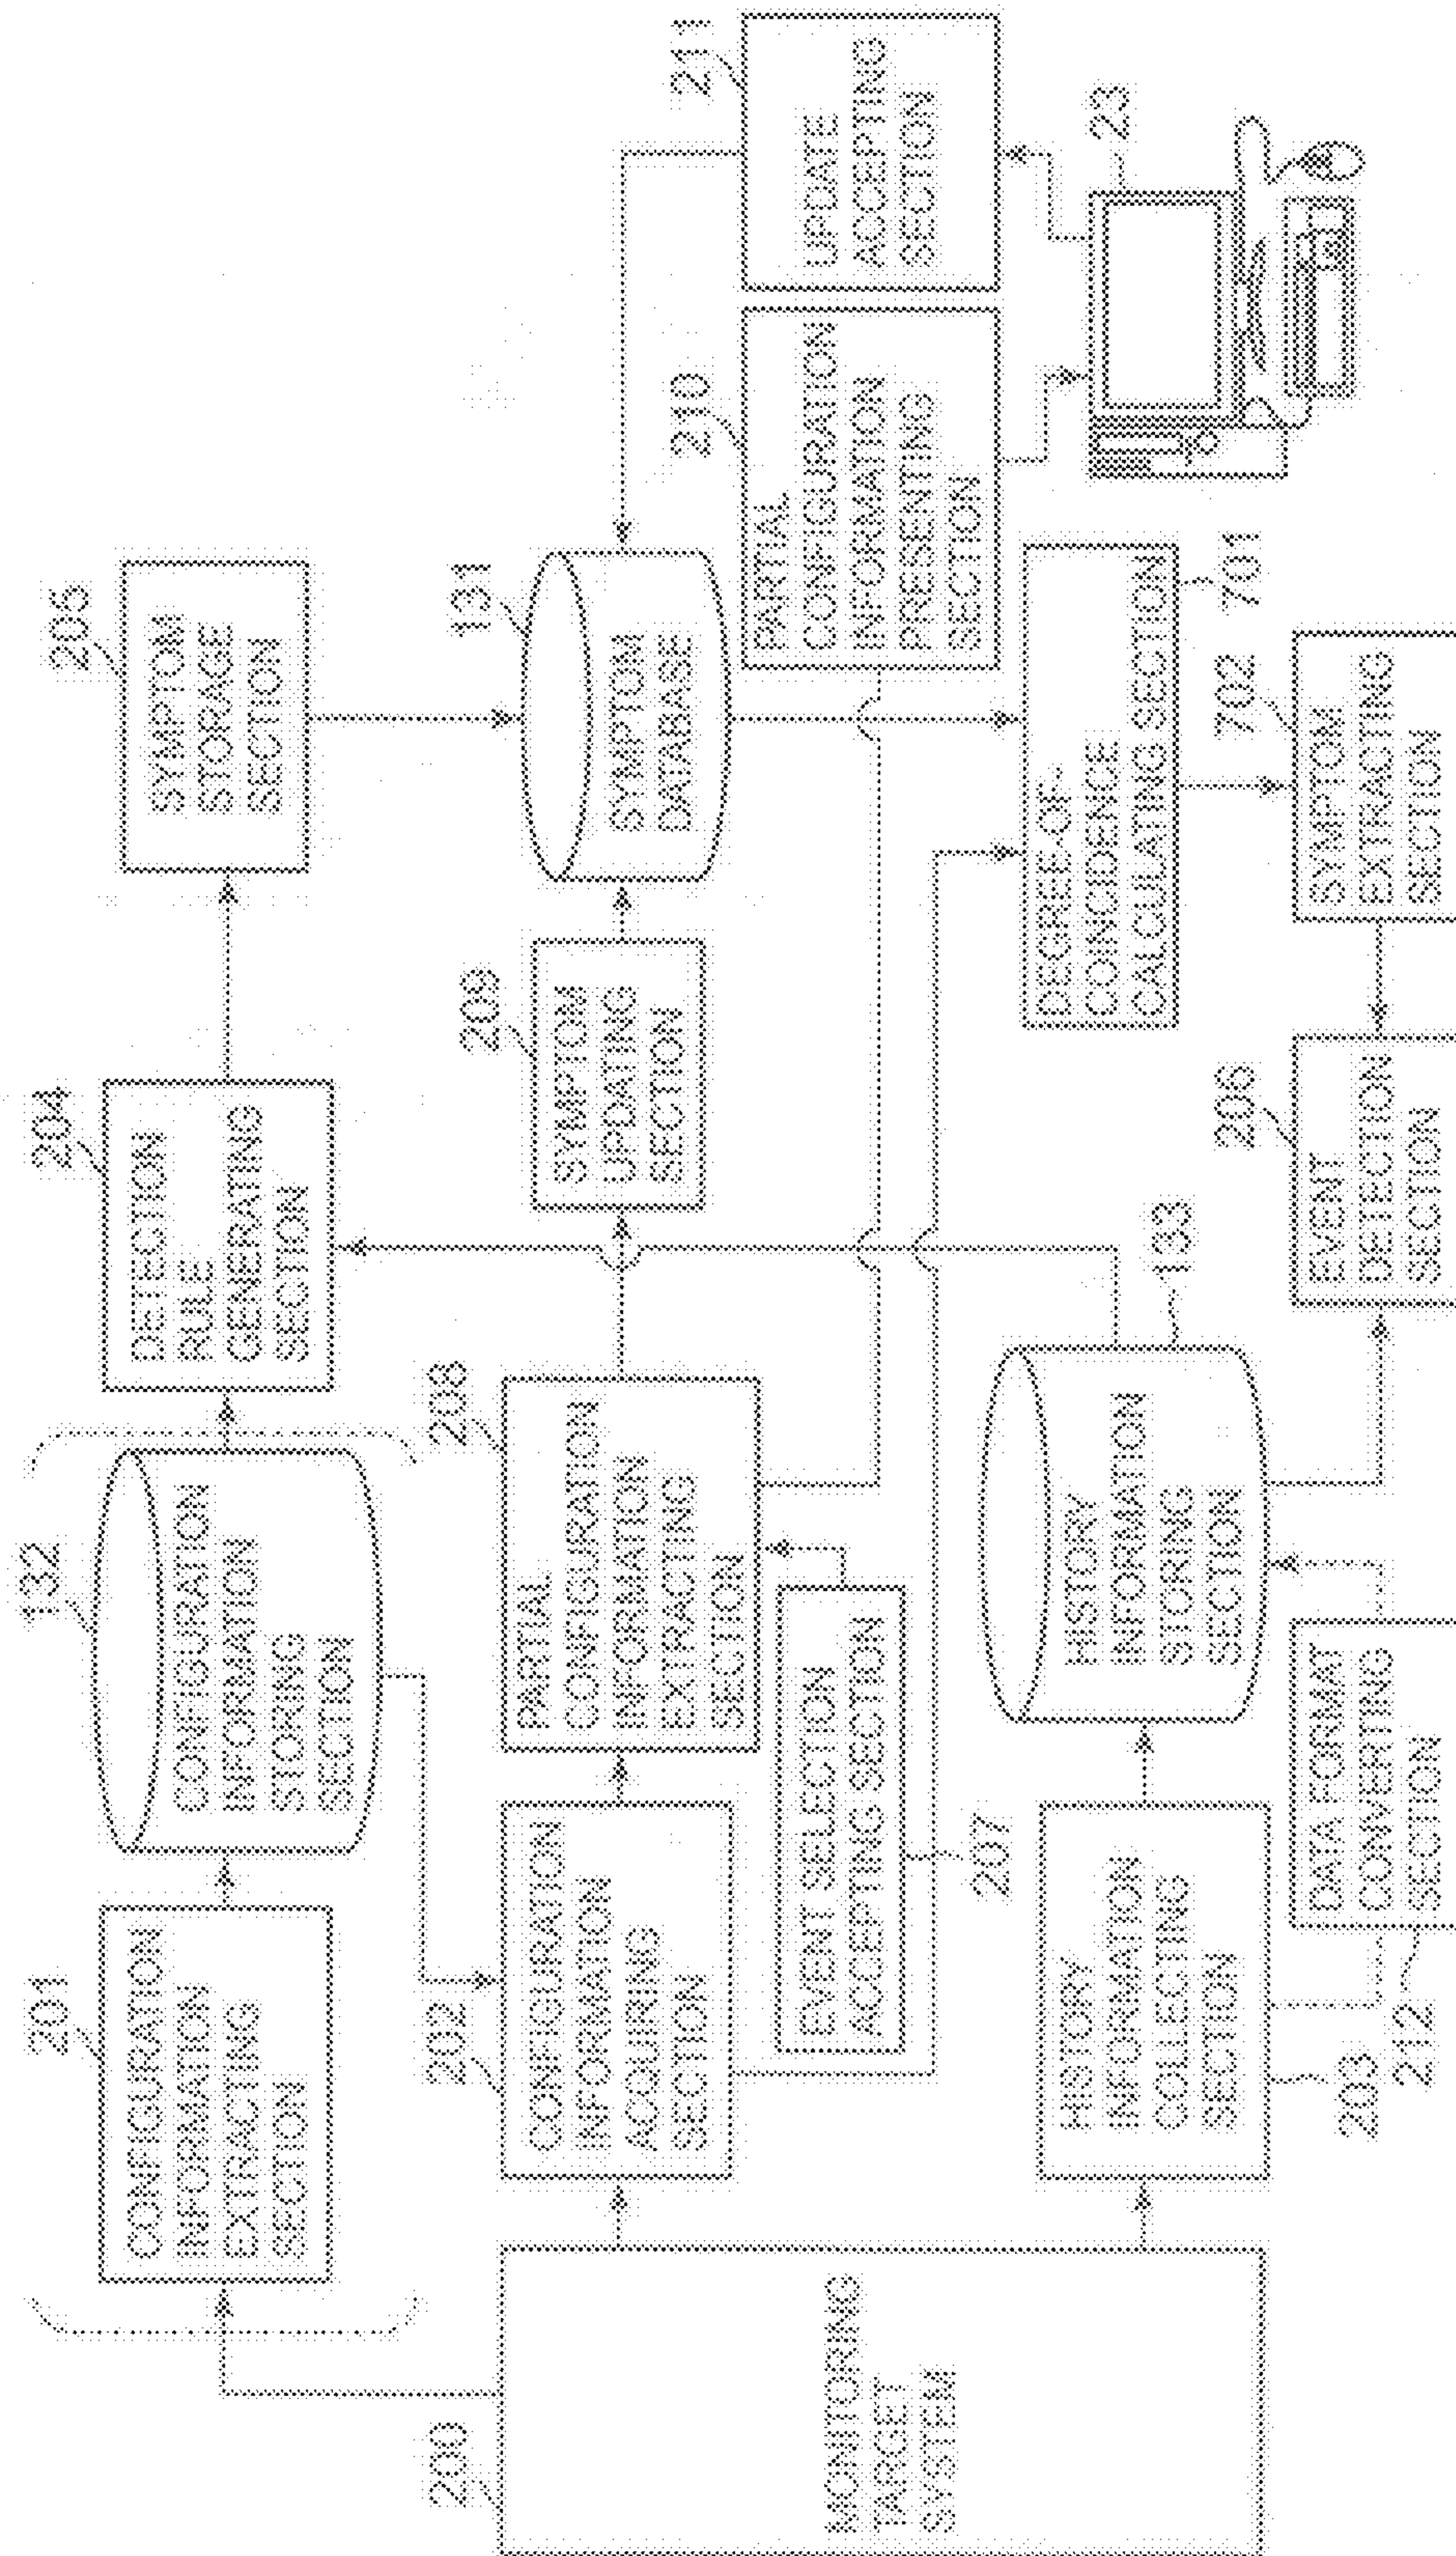 201
CONFIGURATION
INFORMATION
EXTRACTING
SECTION
132
CONFIGURATION
INFORMATION
STORING
SECTION
204
DETECTION
RULE
GENERATING
SECTION
205
SYMPTOM
STORAGE
SECTION
200
MONITORING
TARGET
SYSTEM
202
CONFIGURATION
INFORMATION
ACQUIRING
SECTION
208
PARTIAL
CONFIGURATION
INFORMATION
EXTRACTING
SECTION
209
SYMPTOM
UPDATING
SECTION
131
SYMPTOM
DATABASE
210
PARTIAL
CONFIGURATION
INFORMATION
PRESENTING
SECTION
211
UPDATE
ACCEPTING
SECTION
EVENT SELECTION
ACCEPTING SECTION
207
HISTORY
INFORMATION
COLLECTING
SECTION
203
HISTORY
INFORMATION
STORING
SECTION
133
DEGREE-OF-
COINCIDENCE
CALCULATING SECTION
701
23
212
DATA FORMAT
CONVERTING
SECTION
206
EVENT
DETECTION
SECTION
702
SYMPTOM
EXTRACTING
SECTION